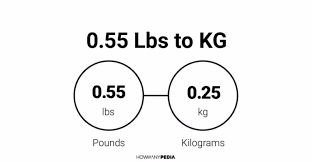 0.55 Lbs to KG
0.55 0.25
lbs kg
Pounds Kilograms
HOWMANYPEDIA